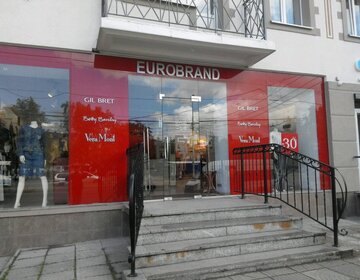 EUROBRAND
GIL BRET
Betty Barclay
Vera Mont
GIL BRET
Betty Barclay
Vera Mont
30